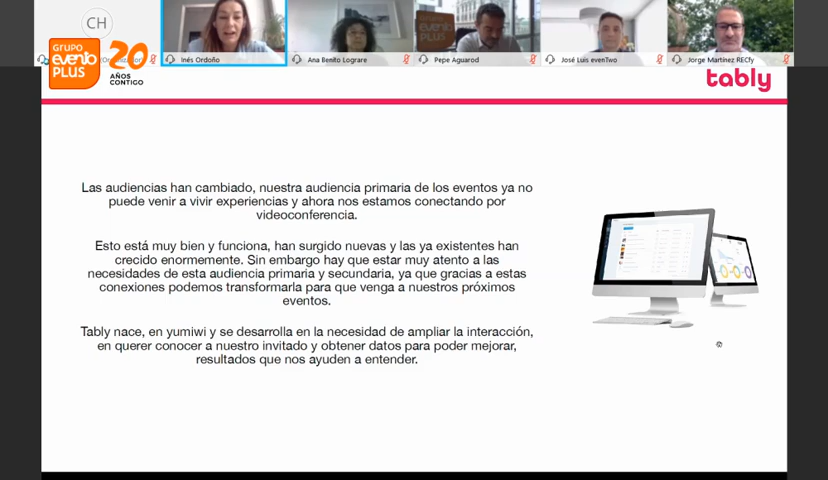 CH
Inés Ordoño
Ana Benito Lograre
Pepe Aguarod
José Luis evenTwo
Jorge Martínez RECfy
GRUPO
evento
PLUS
20
AÑOS
CONTIGO
tably
Las audiencias han cambiado, nuestra audiencia primaria de los eventos ya no
puede venir a vivir experiencias y ahora nos estamos conectando por
videoconferencia.
Esto está muy bien y funciona, han surgido nuevas y las ya existentes han
crecido enormemente. Sin embargo hay que estar muy atento a las
necesidades de esta audiencia primaria y secundaria, ya que gracias a estas
conexiones podemos transformarla para que venga a nuestros próximos
eventos.
Tably nace, en yumiwi y se desarrolla en la necesidad de ampliar la interacción,
en querer conocer a nuestro invitado y obtener datos para poder mejorar,
resultados que nos ayuden a entender.